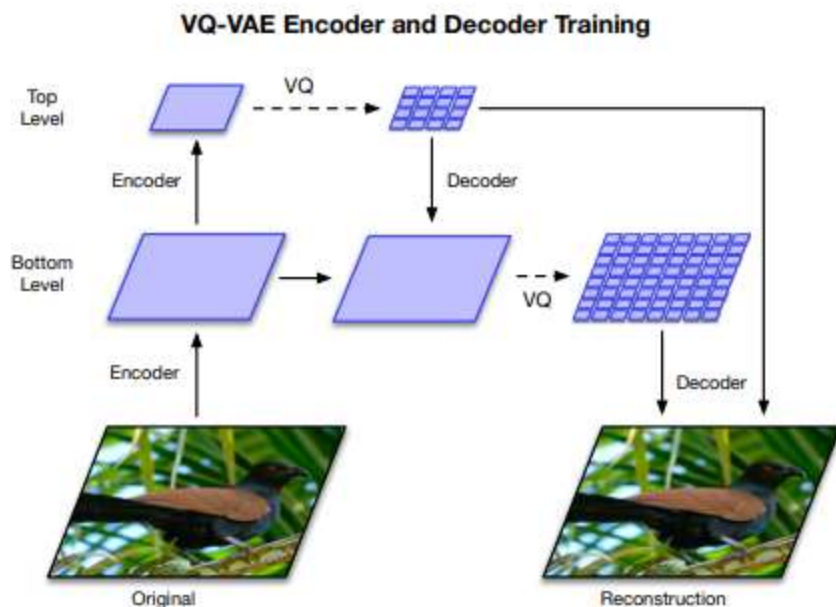 VQ-VAE Encoder and Decoder Training
Top
Level
VQ
Encoder
Decoder
Bottom
Level
VQ
Encoder
Decoder
Original
Reconstruction